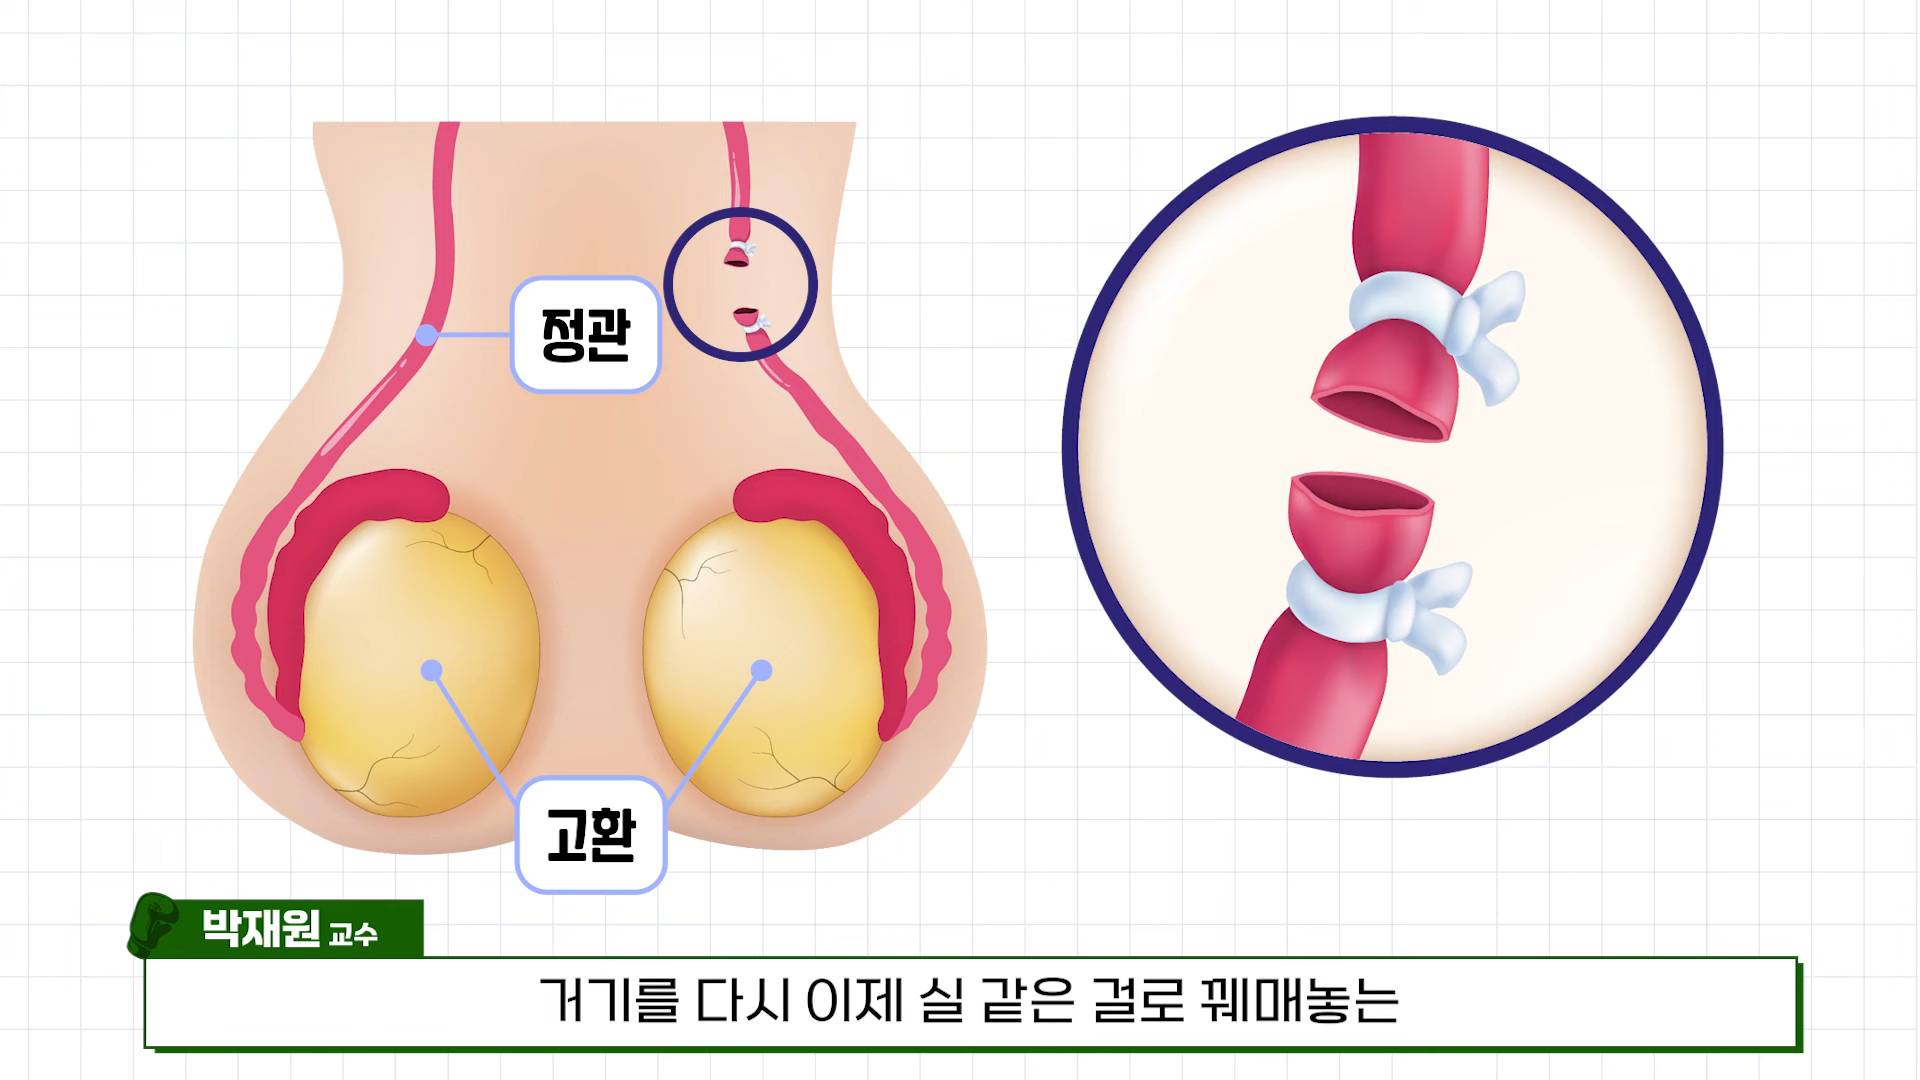 정관
고환
박재원 교수
거기를 다시 이제 실 같은 걸로 꿰매놓는